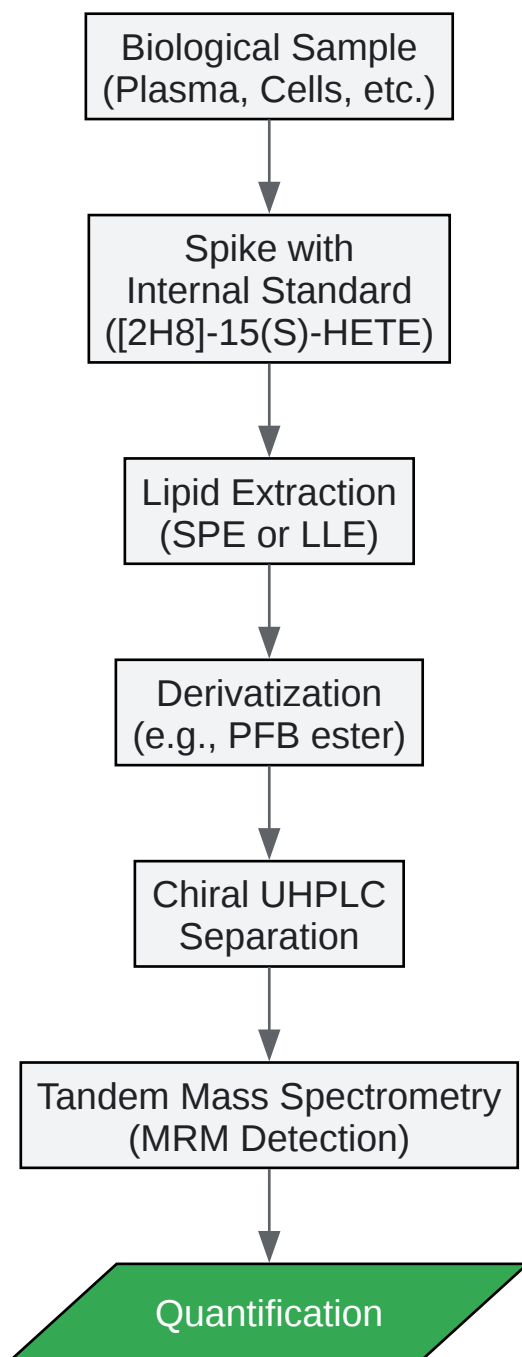 Biological Sample
(Plasma, Cells, etc.)
Spike with
Internal Standard
([2H8]-15(S)-HETE)
Lipid Extraction
(SPE or LLE)
Derivatization
(e.g., PFB ester)
Chiral UHPLC
Separation
Tandem Mass Spectrometry
(MRM Detection)
Quantification